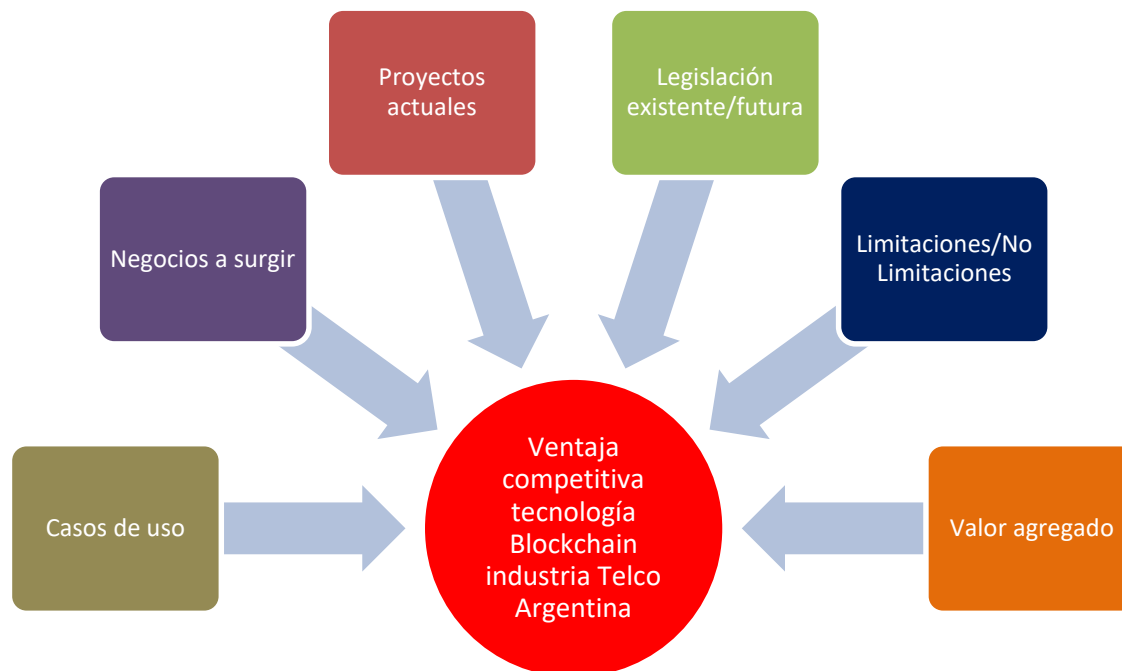 Proyectos
actuales
Legislación
existente/futura
Negocios a surgir
Limitaciones/No
Limitaciones
Casos de uso
Ventaja
competitiva
tecnología
Blockchain
industria Telco
Argentina
Valor agregado